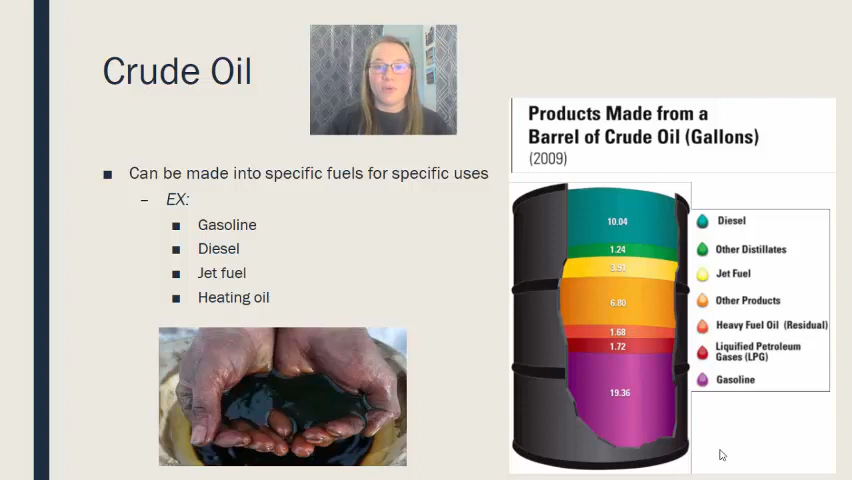 Crude Oil
Can be made into specific fuels for specific uses
EX:
Gasoline
Diesel
Jet fuel
Heating oil
Products Made from a
Barrel of Crude Oil (Gallons)
(2009)
10.04
1.24
3.91
6.80
1.68
1.72
19.36
Diesel
Other Distillates
Jet Fuel
Other Products
Heavy Fuel Oil (Residual)
Liquified Petroleum
Gases (LPG)
Gasoline